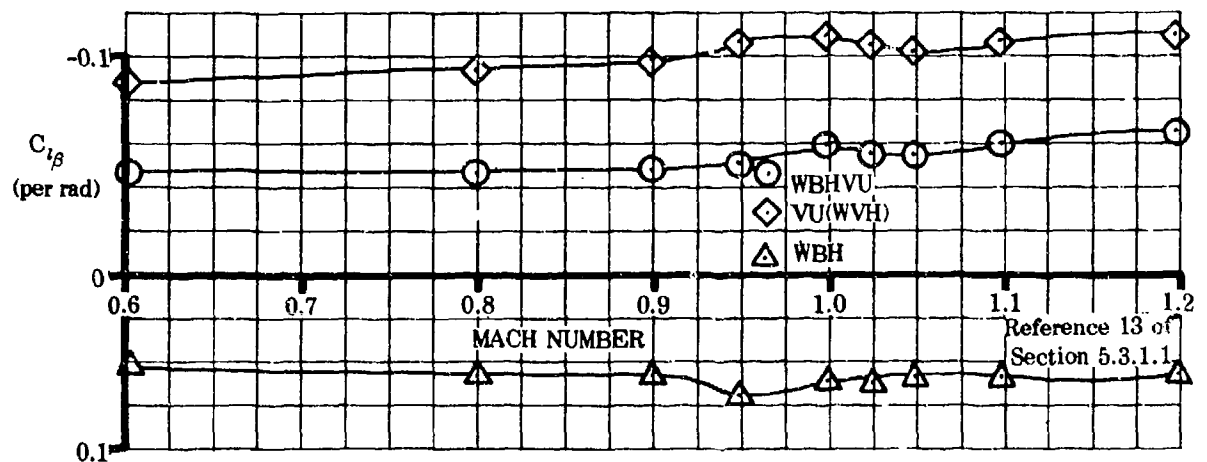 -0.1
C_{lβ}
(per rad)
WBHVU
VU(WVH)
WBH
0
0.6 0.7 0.8 0.9 1.0 1.1 1.2
MACH NUMBER
Reference 13 of
Section 5.3.1.1
0.1